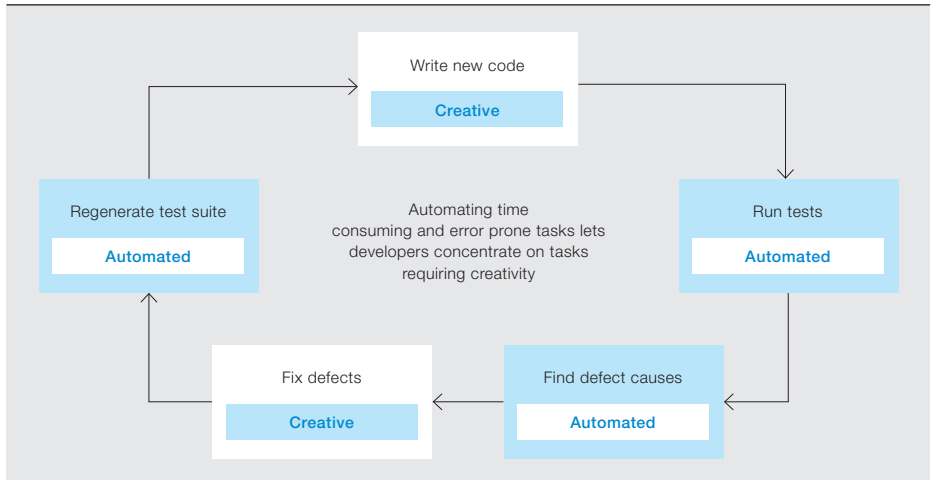 Write new code
Creative
Regenerate test suite
Automated
Automating time
consuming and error prone tasks lets
developers concentrate on tasks
requiring creativity
Run tests
Automated
Fix defects
Creative
Find defect causes
Automated